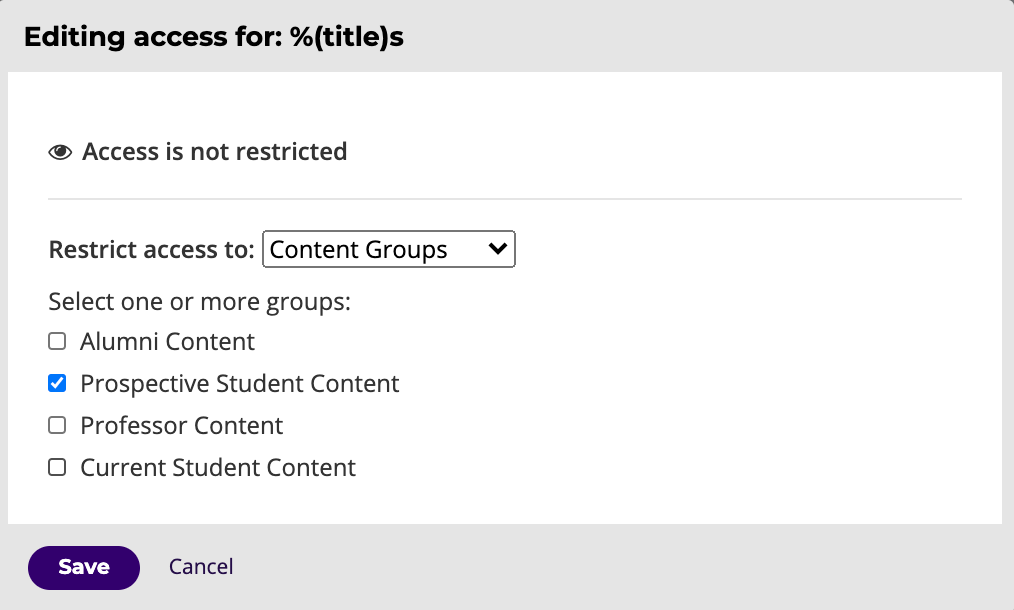 Editing access for: %(title)s
Access is not restricted
Restrict access to: Content Groups
Select one or more groups:
Alumni Content
Prospective Student Content
Professor Content
Current Student Content
Save Cancel